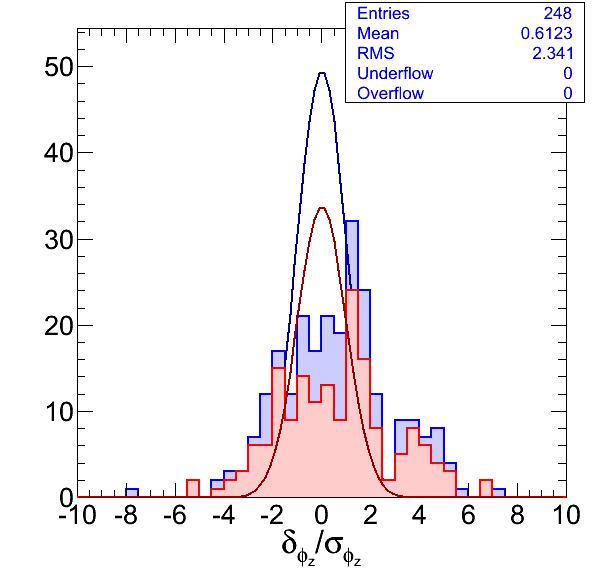 Entries 248
Mean 0.6123
RMS 2.341
Underflow 0
Overflow 0
50
40
30
20
10
0
-10 -8 -6 -4 -2 0 2 4 6 8 10
δϕz/σϕz